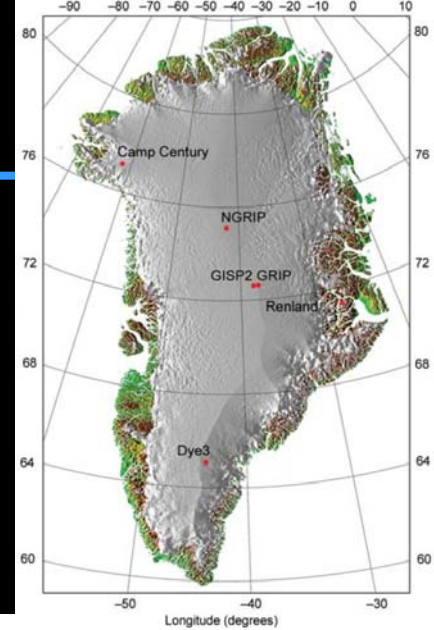 −90 −80 −70 −60 −50 −40 −30 −20 −10 0 10
80 80
Camp Century
76 76
NGRIP
72 72
GISP2 GRIP
Renland
68 68
Dye3
64 64
60 60
−50 −40 −30
Longitude (degrees)